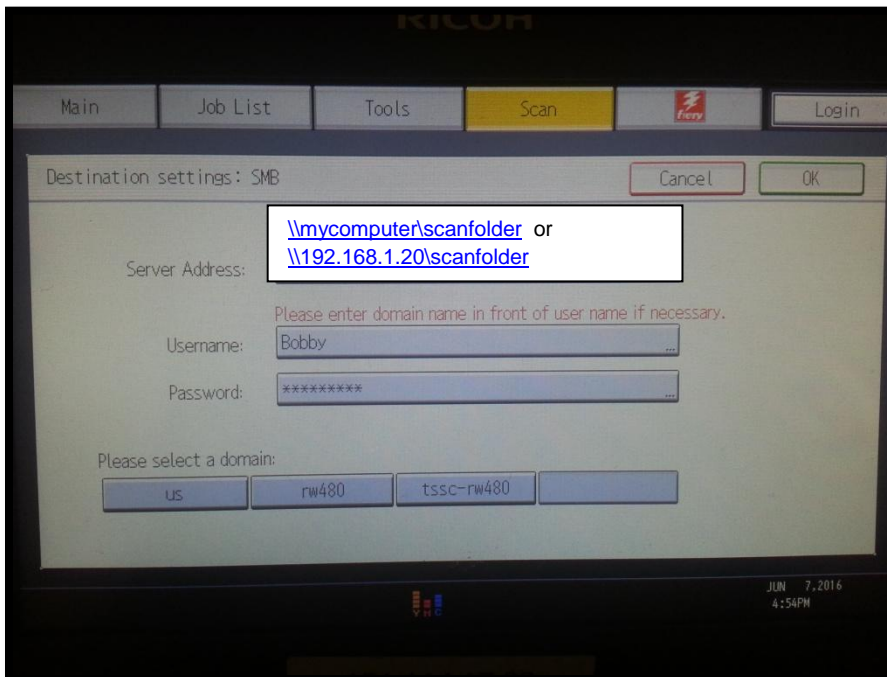 RICOH
Main Job List Tools Scan fiery Login
Destination settings: SMB Cancel OK
\\mycomputer\scanfolder or
\\192.168.1.20\scanfolder
Server Address:
Please enter domain name in front of user name if necessary.
Username: Bobby ...
Password: ********* ...
Please select a domain:
us rw480 tssc-rw480
JUN 7,2016
4:54PM
Y M C